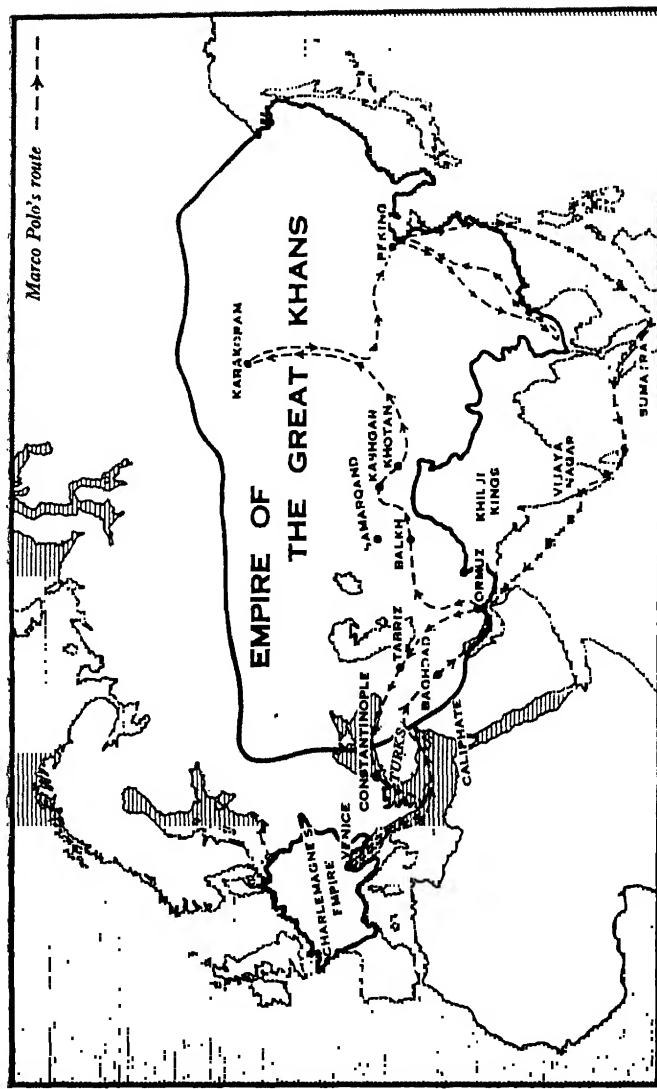 Marco Polo's route
EMPIRE OF
THE GREAT KHANS
KARAKORAM
PEKING
KASHGAR
KHOTAN
SAMARQAND
BALKH
KHILJI
KINGS
VIJAYA
NAGAR
SUMATRA
ORMUZ
TABRIZ
BAGHDAD
CONSTANTINOPLE
TURKS
CALIPHATE
VENICE
CHARLEMAGNE'S
EMPIRE